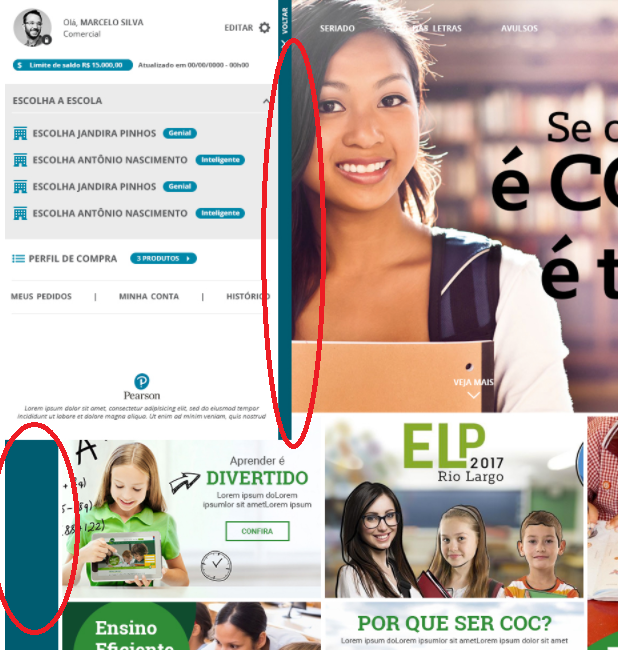 Olá, MARCELO SILVA
Comercial
EDITAR
VOLTAR
$ Limite de saldo R$ 15.000,00
Atualizado em 00/00/0000 - 00h00
ESCOLHA A ESCOLA
ESCOLHA JANDIRA PINHOS Genial
ESCOLHA ANTÔNIO NASCIMENTO Inteligente
ESCOLHA JANDIRA PINHOS Genial
ESCOLHA ANTÔNIO NASCIMENTO Inteligente
PERFIL DE COMPRA 3 PRODUTOS
MEUS PEDIDOS | MINHA CONTA | HISTÓRICO
Pearson
Lorem ipsum dolor sit amet, consectetur adipisicing elit, sed do eiusmod tempor
incididunt ut labore et dolore magna aliqua. Ut enim ad minim veniam, quis nostrud
SERIADO
DAS LETRAS
AVULSOS
Se
é CO
é t
VEJA MAIS
Aprender é
DIVERTIDO
Lorem ipsum doLorem
ipsumlor sit ametLorem ipsum
CONFIRA
ELP
2017
Rio Largo
Ensino
Eficiente
POR QUE SER COC?
Lorem ipsum doLorem ipsumlor sit ametLorem ipsum dolor sit amet